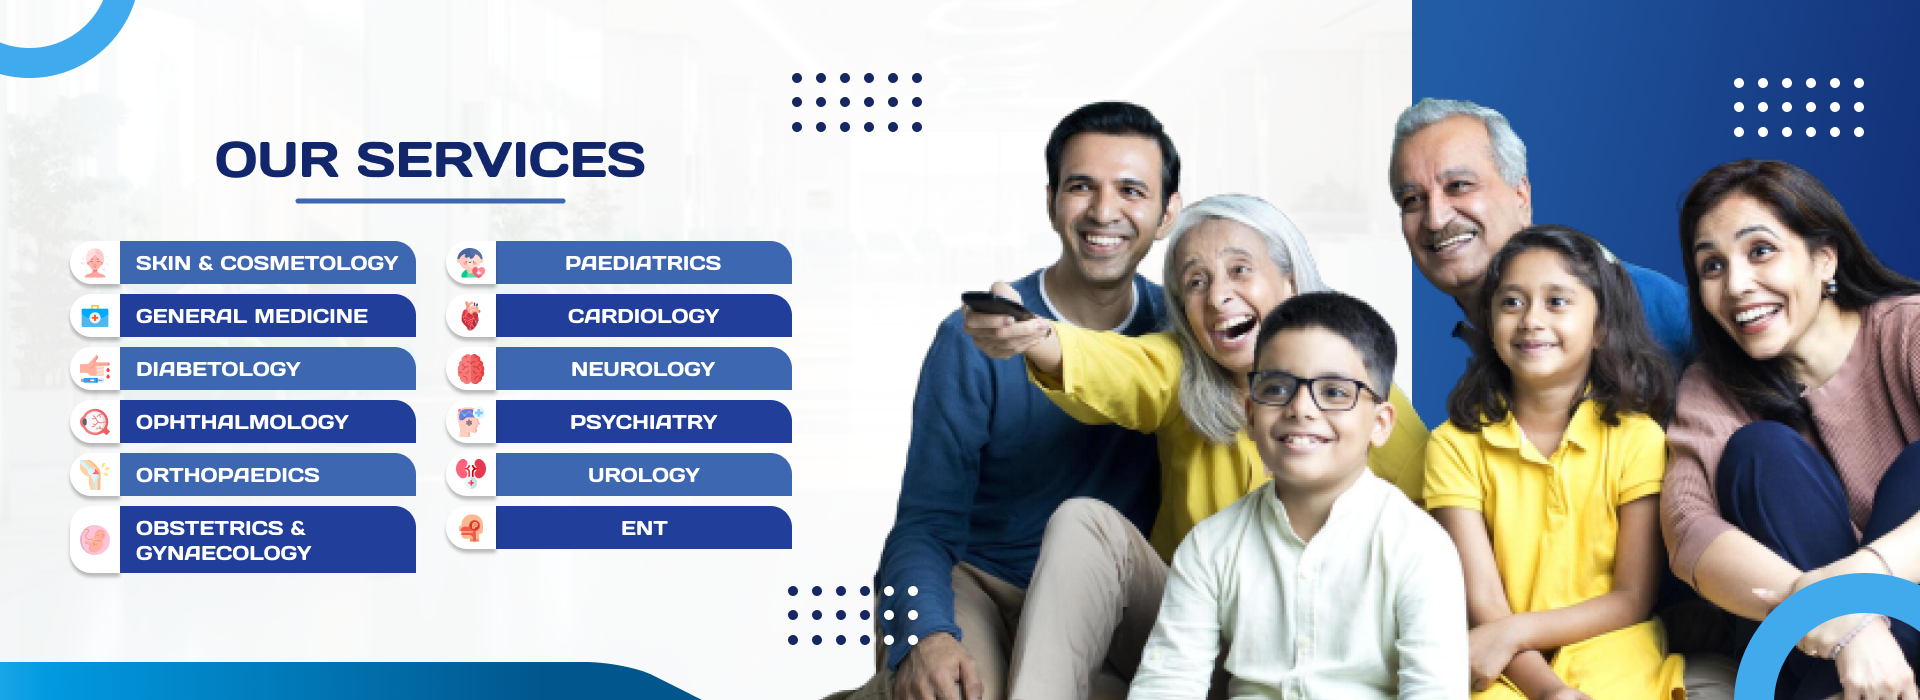 OUR SERVICES
SKIN & COSMETOLOGY
GENERAL MEDICINE
DIABETOLOGY
OPHTHALMOLOGY
ORTHOPAEDICS
OBSTETRICS &
GYNAECOLOGY
PAEDIATRICS
CARDIOLOGY
NEUROLOGY
PSYCHIATRY
UROLOGY
ENT